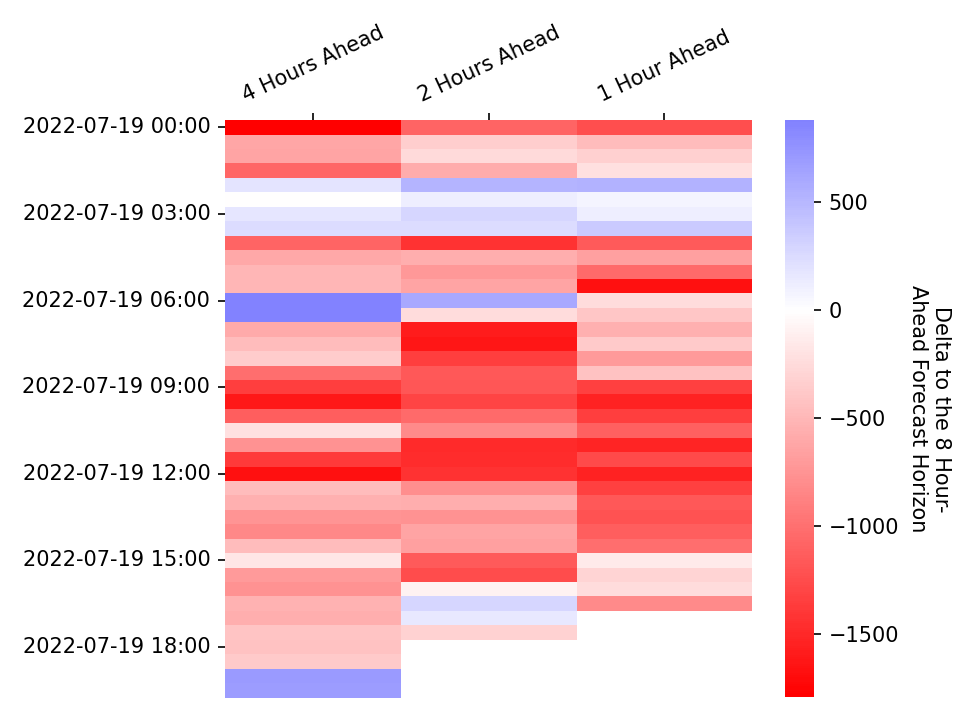 4 Hours Ahead
2 Hours Ahead
1 Hour Ahead
2022-07-19 00:00
2022-07-19 03:00
2022-07-19 06:00
2022-07-19 09:00
2022-07-19 12:00
2022-07-19 15:00
2022-07-19 18:00
500
0
−500
−1000
−1500
Delta to the 8 Hour-
Ahead Forecast Horizon